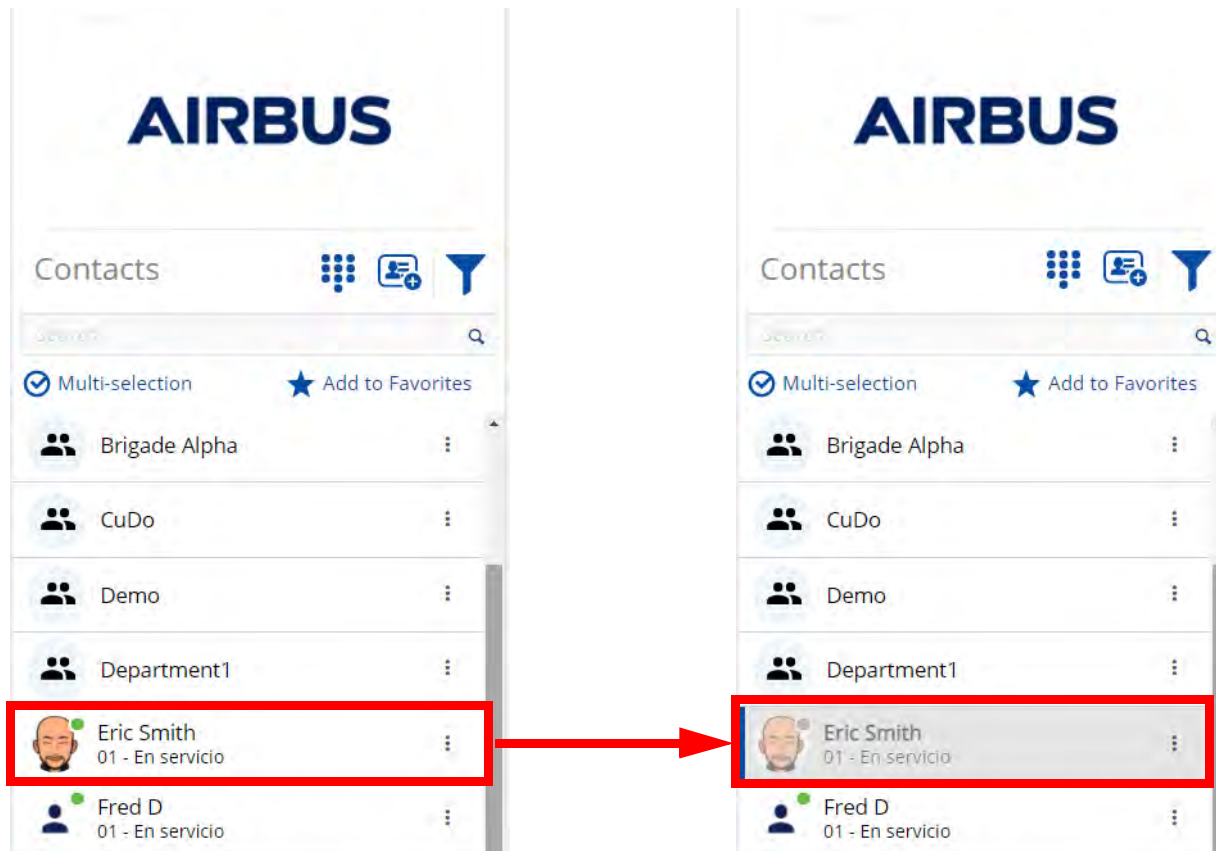 AIRBUS
Contacts
Search
Multi-selection
Add to Favorites
Brigade Alpha
CuDo
Demo
Department1
Eric Smith
01 - En servicio
Fred D
01 - En servicio
AIRBUS
Contacts
Search
Multi-selection
Add to Favorites
Brigade Alpha
CuDo
Demo
Department1
Eric Smith
01 - En servicio
Fred D
01 - En servicio